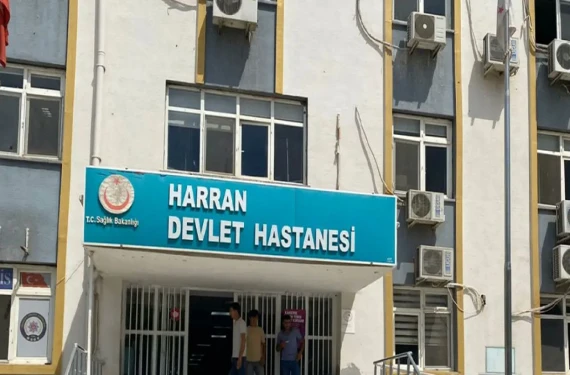 HARRAN
DEVLET HASTANESİ
T.C. Sağlık Bakanlığı